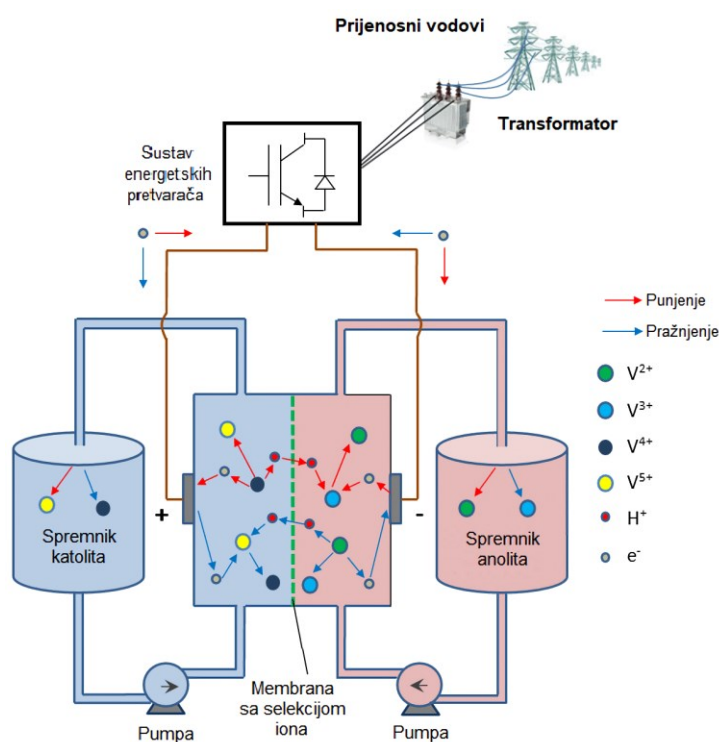 Prijenosni vodovi
Transformator
Sustav
energetskih
pretvarača
Punjenje
Pražnjenje
V²⁺
V³⁺
V⁴⁺
V⁵⁺
H⁺
e⁻
+
-
Spremnik
katolita
Spremnik
anolita
Membrana
sa selekcijom
iona
Pumpa
Pumpa